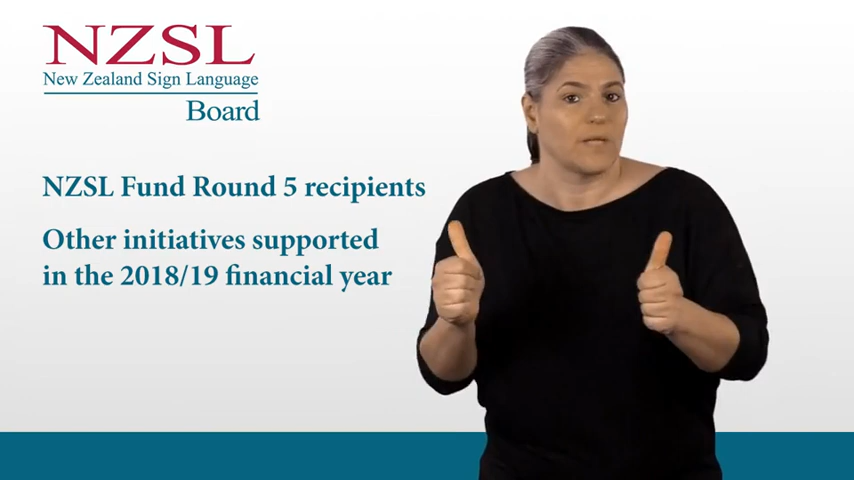 NZSL
New Zealand Sign Language
Board
NZSL Fund Round 5 recipients
Other initiatives supported
in the 2018/19 financial year